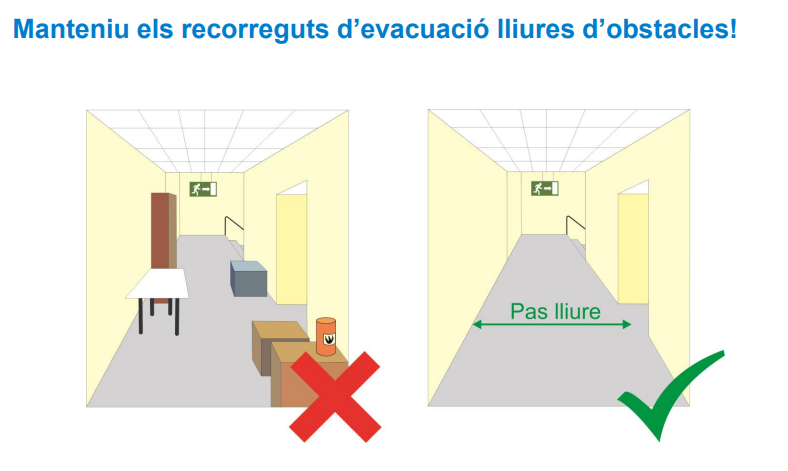 Manteniu els recorreguts d’evacuació lliures d’obstacles!
Pas lliure